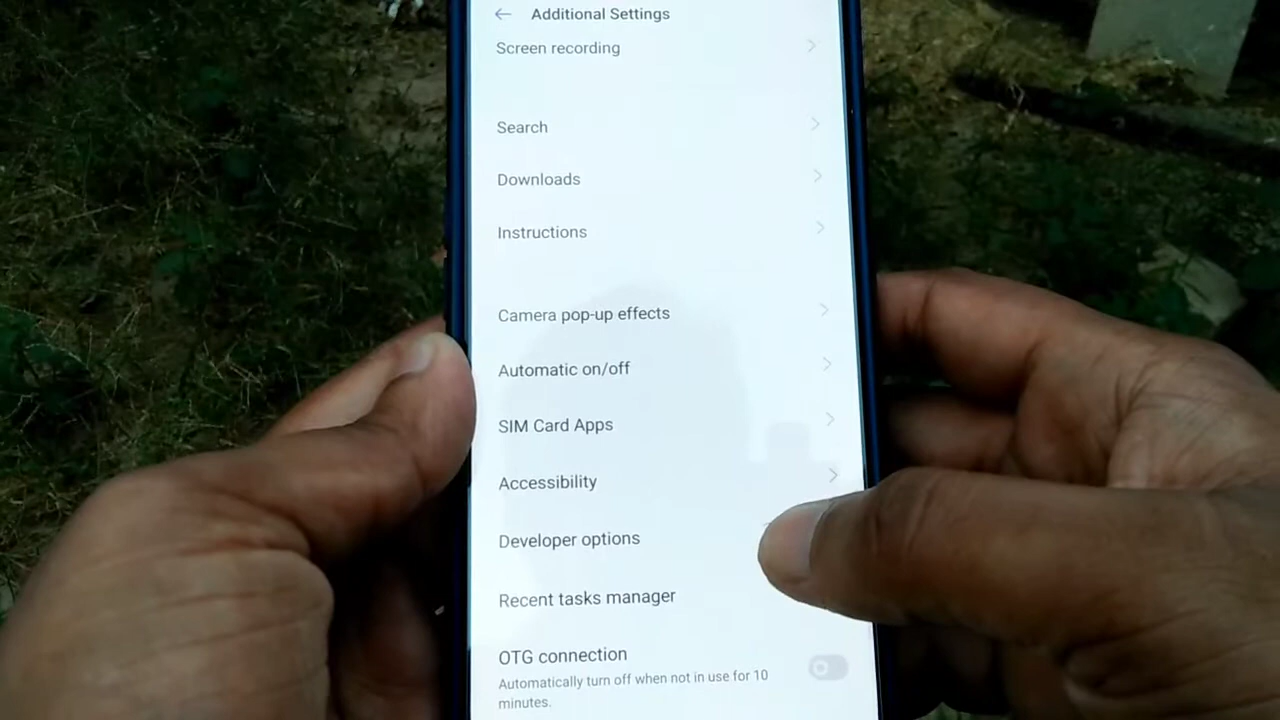 Additional Settings
Screen recording
Search
Downloads
Instructions
Camera pop-up effects
Automatic on/off
SIM Card Apps
Accessibility
Developer options
Recent tasks manager
OTG connection
Automatically turn off when not in use for 10
minutes.